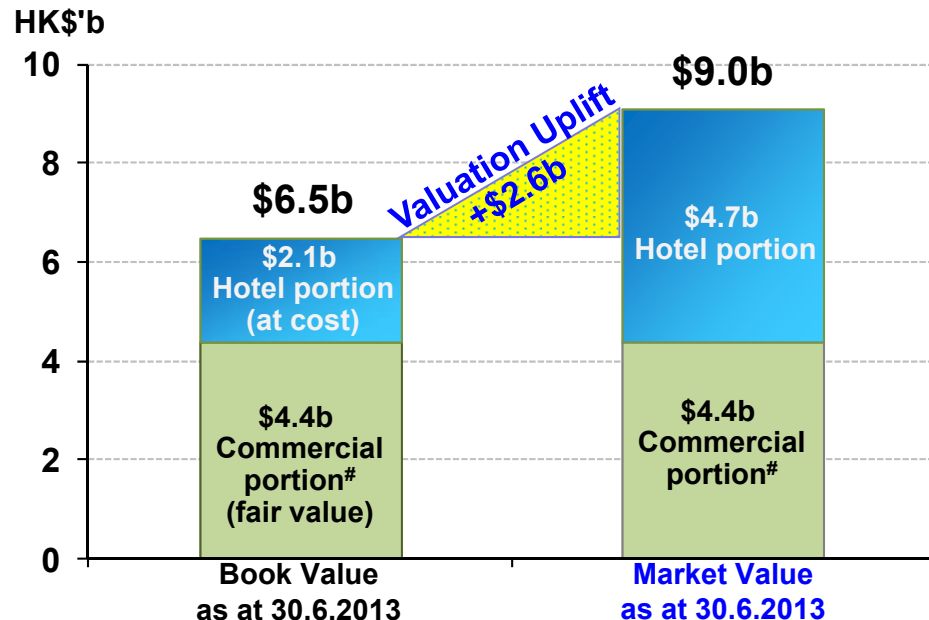 HK$'b
10
8
6
4
2
0
$6.5b
$2.1b
Hotel portion
(at cost)
$4.4b
Commercial
portion#
(fair value)
Valuation Uplift
+$2.6b
$9.0b
$4.7b
Hotel portion
$4.4b
Commercial
portion#
Book Value
as at 30.6.2013
Market Value
as at 30.6.2013